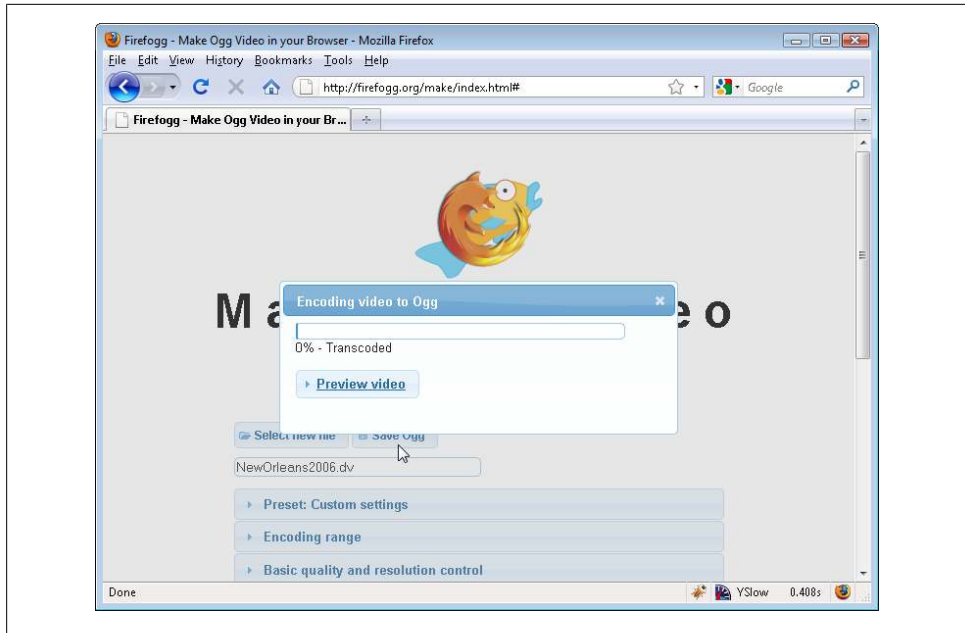 Firefogg - Make Ogg Video in your Browser - Mozilla Firefox
File Edit View History Bookmarks Tools Help
http://firefogg.org/make/index.html# Google
Firefogg - Make Ogg Video in your Br...
Encoding video to Ogg
M a e o
0% - Transcoded
Preview video
Select new file Save Ogg
NewOrleans2006.dv
Preset: Custom settings
Encoding range
Basic quality and resolution control
Done YSlow 0.408s